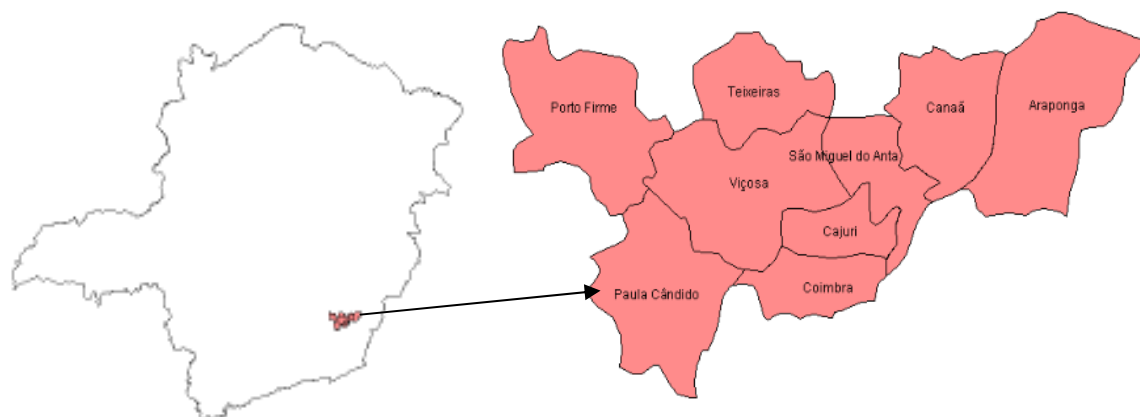 Teixeiras
Porto Firme
Canaã
Araponga
São Miguel do Anta
Viçosa
Cajuri
Paula Cândido
Coimbra